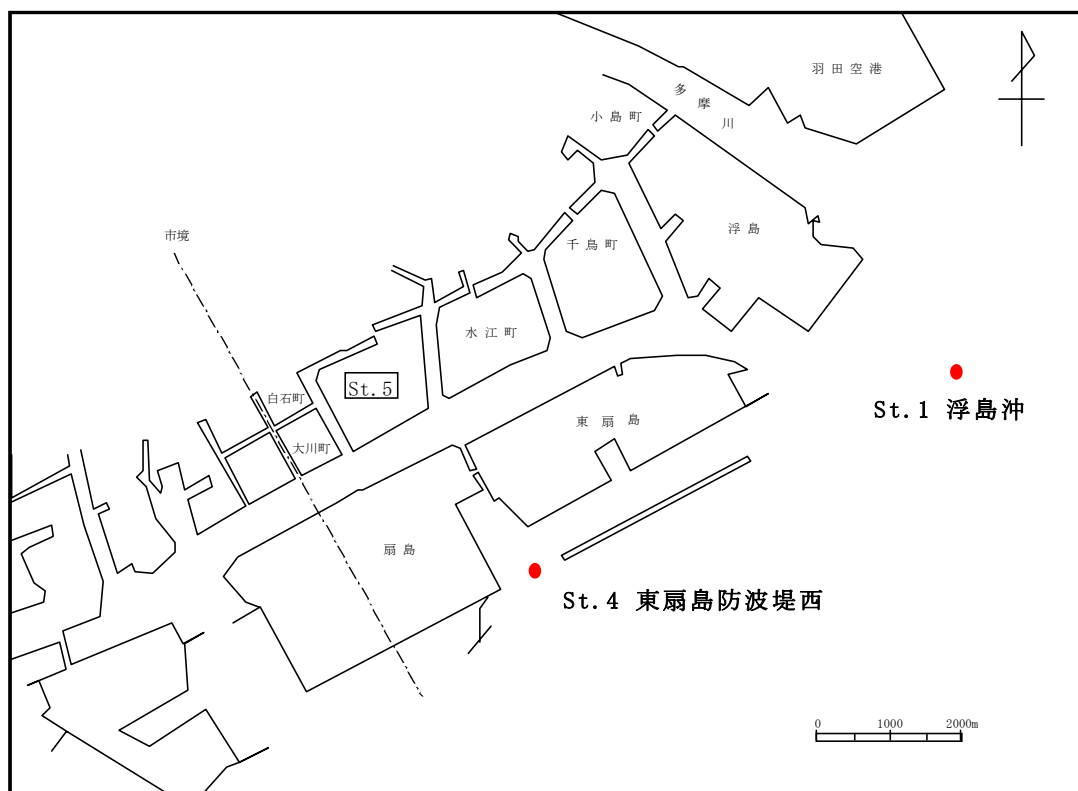 羽田空港
多摩川
小島町
浮島
市境
千鳥町
水江町
St.5
白石町
St.1 浮島沖
東扇島
大川町
扇島
St.4 東扇島防波堤西
0 1000 2000m